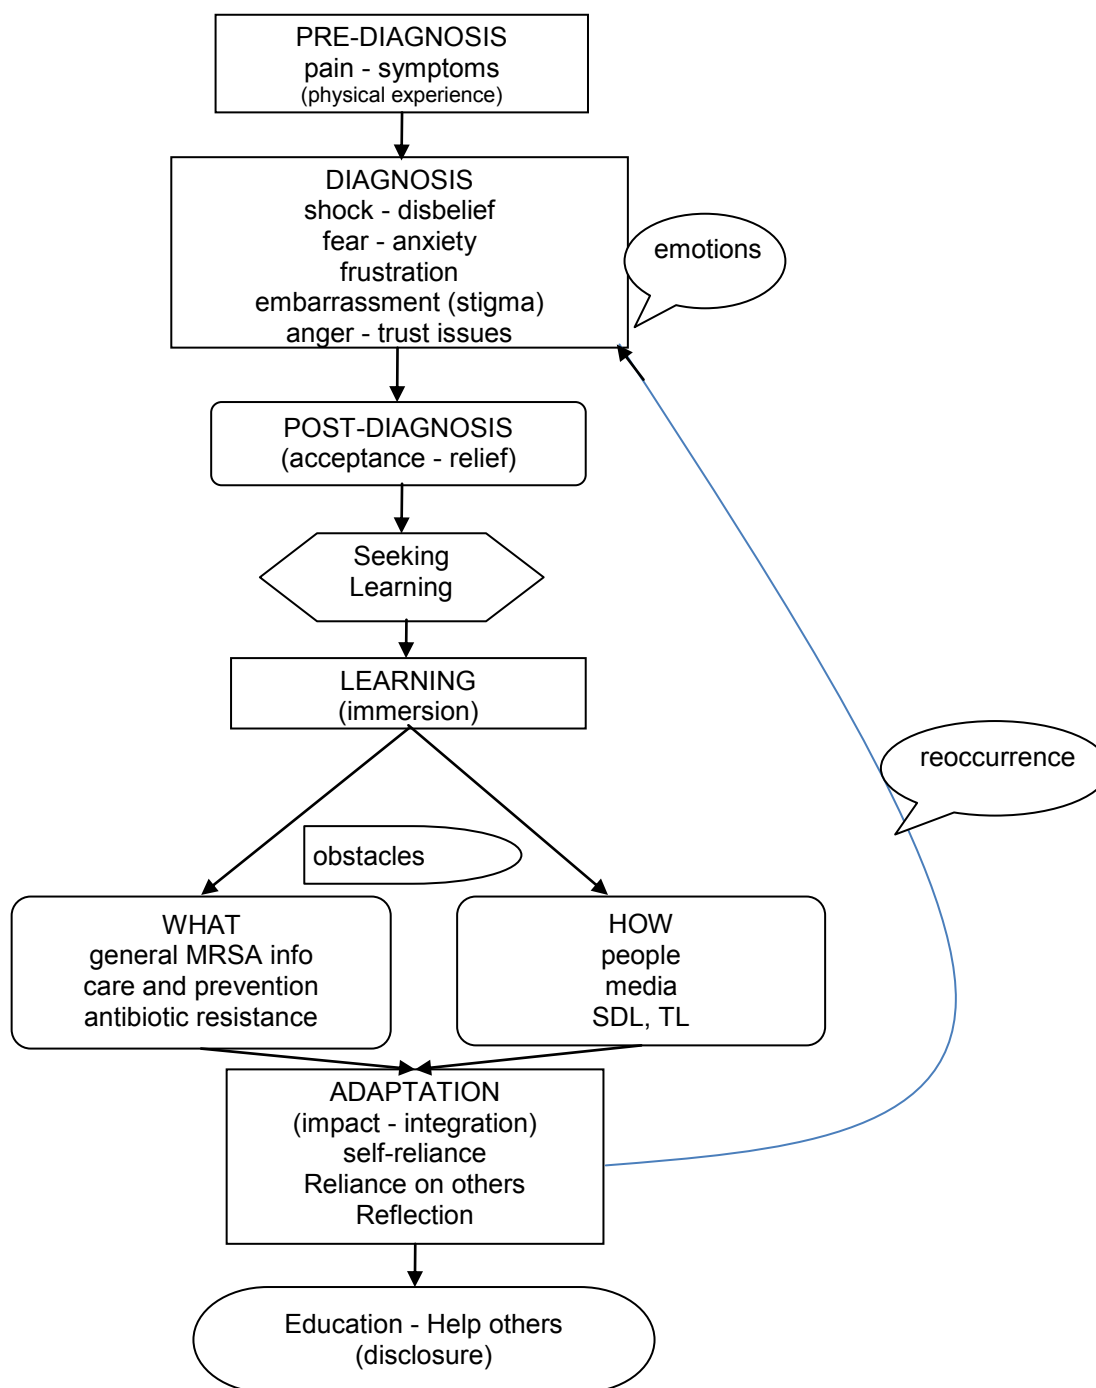 PRE-DIAGNOSIS
pain - symptoms
(physical experience)
DIAGNOSIS
shock - disbelief
fear - anxiety
frustration
embarrassment (stigma)
anger - trust issues
emotions
POST-DIAGNOSIS
(acceptance - relief)
Seeking
Learning
LEARNING
(immersion)
reoccurrence
obstacles
WHAT
general MRSA info
care and prevention
antibiotic resistance
HOW
people
media
SDL, TL
ADAPTATION
(impact - integration)
self-reliance
Reliance on others
Reflection
Education - Help others
(disclosure)